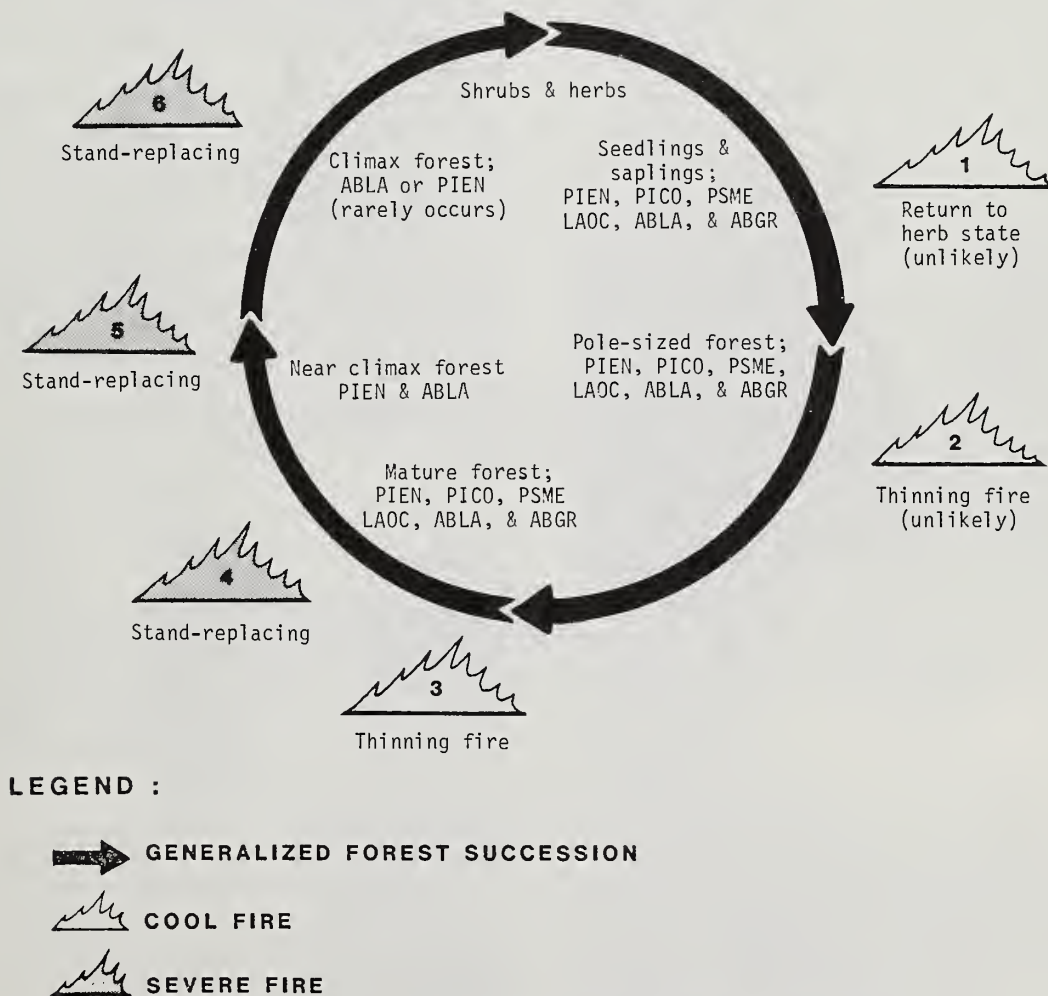 Shrubs & herbs
6
Stand-replacing
Climax forest;
ABLA or PIEN
(rarely occurs)
Seedlings &
saplings;
PIEN, PICO, PSME
LAOC, ABLA, & ABGR
1
Return to
herb state
(unlikely)
5
Stand-replacing
Near climax forest
PIEN & ABLA
Pole-sized forest;
PIEN, PICO, PSME,
LAOC, ABLA, & ABGR
2
Thinning fire
(unlikely)
Mature forest;
PIEN, PICO, PSME
LAOC, ABLA, & ABGR
4
Stand-replacing
3
Thinning fire
LEGEND :
GENERALIZED FOREST SUCCESSION
COOL FIRE
SEVERE FIRE